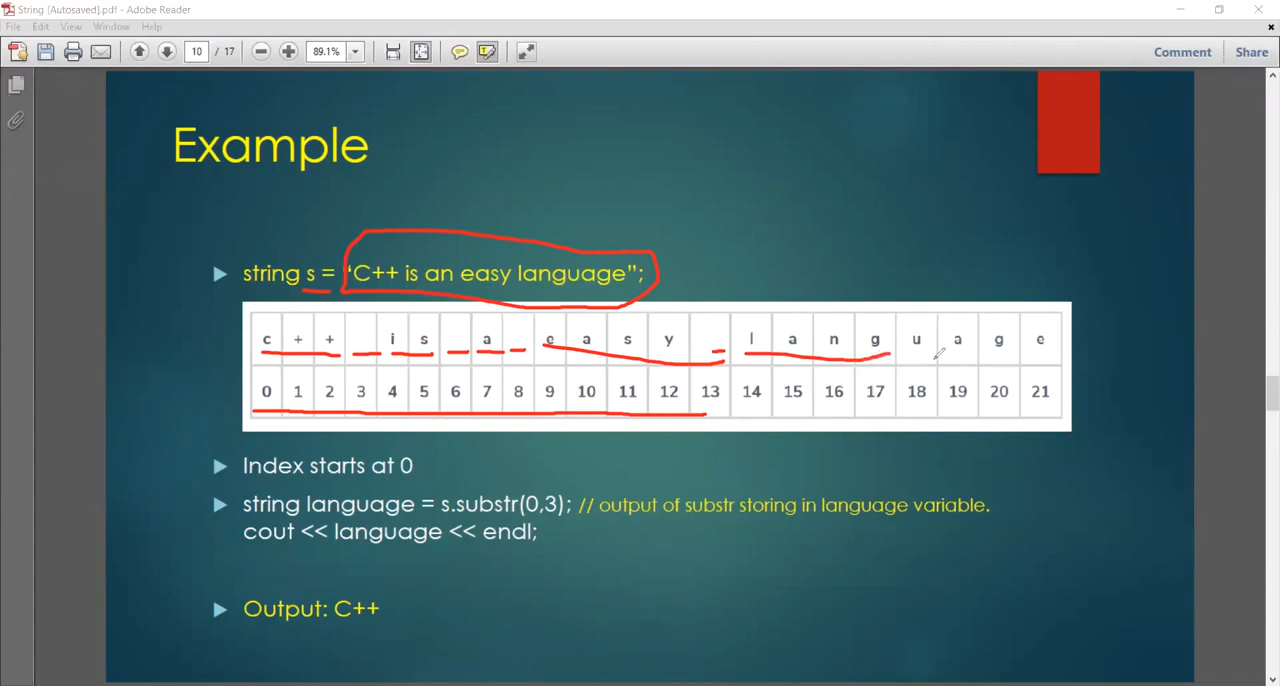 String [Autosaved].pdf - Adobe Reader
File Edit View Window Help
10 / 17 89.1% Comment Share
Example
string s = “C++ is an easy language”;
c + + i s a e a s y l a n g u a g e
0 1 2 3 4 5 6 7 8 9 10 11 12 13 14 15 16 17 18 19 20 21
Index starts at 0
string language = s.substr(0,3); // output of substr storing in language variable.
cout << language << endl;
Output: C++